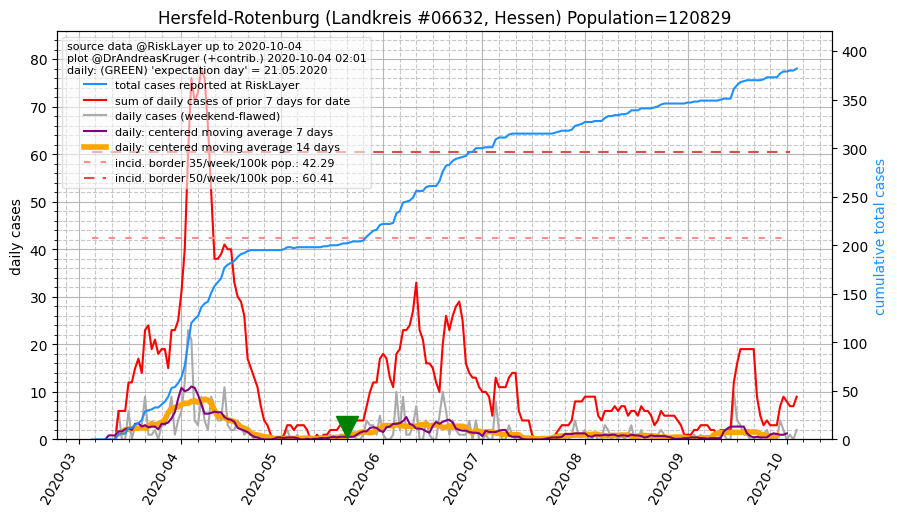 Hersfeld-Rotenburg (Landkreis #06632, Hessen) Population=120829
source data @RiskLayer up to 2020-10-04
plot @DrAndreasKruger (+contrib.) 2020-10-04 02:01
daily: (GREEN) 'expectation day' = 21.05.2020
total cases reported at RiskLayer
sum of daily cases of prior 7 days for date
daily cases (weekend-flawed)
daily: centered moving average 7 days
daily: centered moving average 14 days
incid. border 35/week/100k pop.: 42.29
incid. border 50/week/100k pop.: 60.41
daily cases
80
70
60
50
40
30
20
10
0
cumulative total cases
400
350
300
250
200
150
100
50
0
2020-03
2020-04
2020-05
2020-06
2020-07
2020-08
2020-09
2020-10